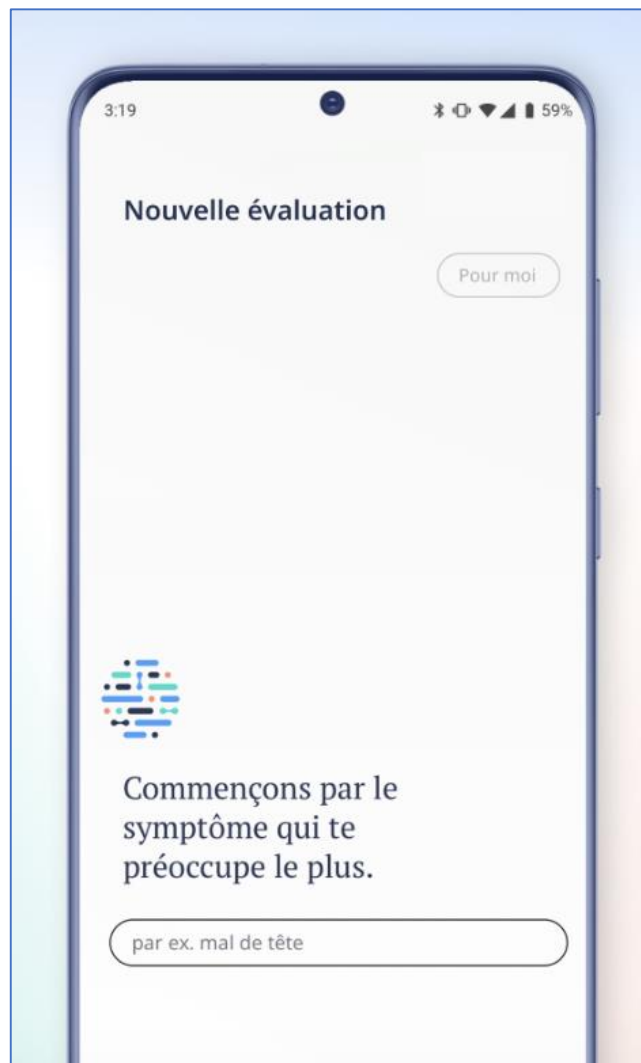 3:19
59%
Nouvelle évaluation
Pour moi
Commençons par le
symptôme qui te
préoccupe le plus.
par ex. mal de tête